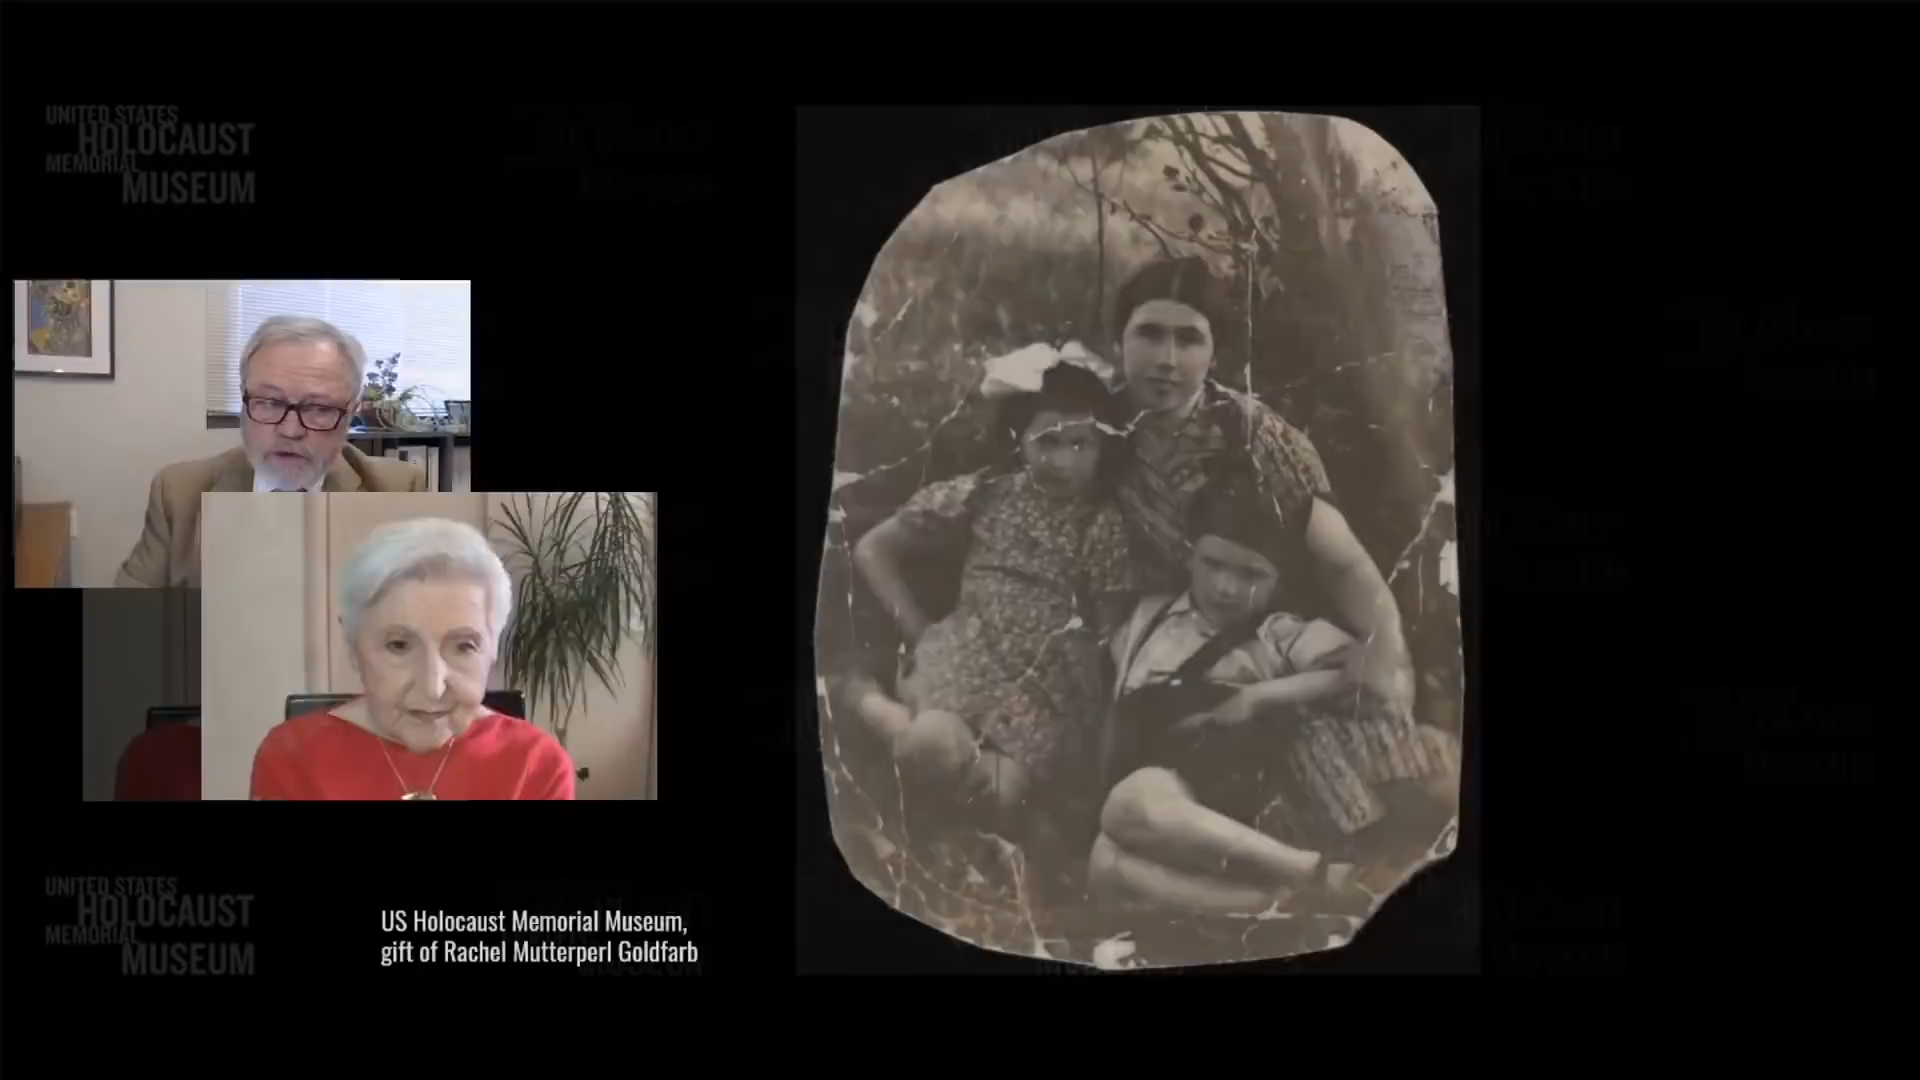 UNITED STATES
HOLOCAUST
MEMORIAL
MUSEUM
UNITED STATES
HOLOCAUST
MEMORIAL
MUSEUM
US Holocaust Memorial Museum,
gift of Rachel Mutterperl Goldfarb